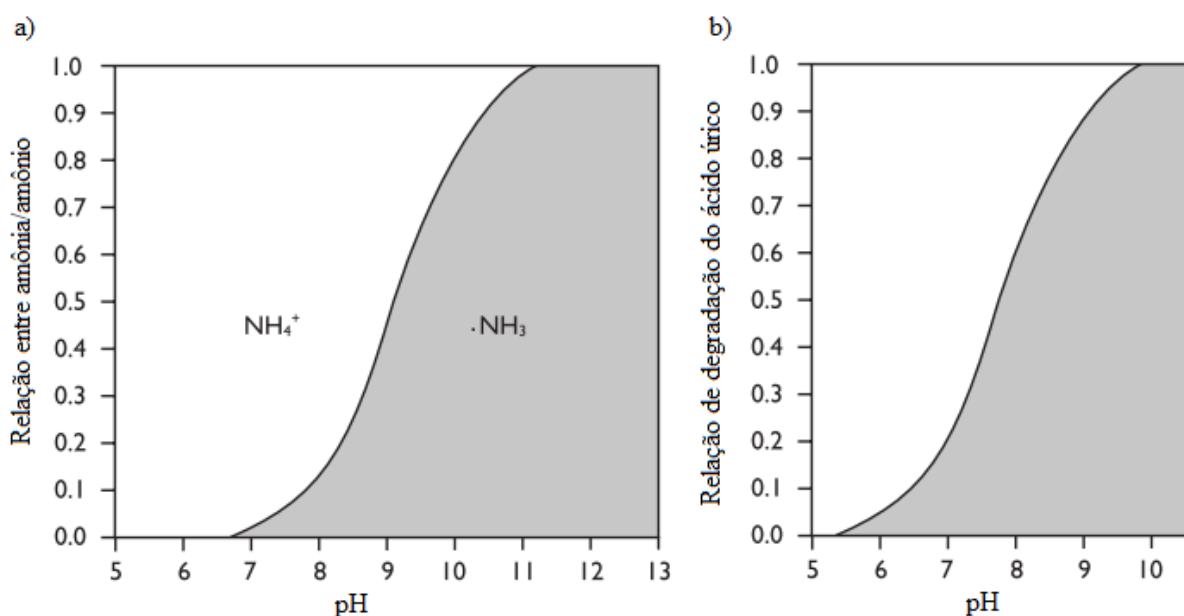 a)
Relação entre amônia/amônio
1.0
0.9
0.8
0.7
0.6
0.5
0.4
0.3
0.2
0.1
0.0
NH₄⁺
.NH₃
5 6 7 8 9 10 11 12 13
pH
b)
Relação de degradação do ácido úrico
1.0
0.9
0.8
0.7
0.6
0.5
0.4
0.3
0.2
0.1
0.0
5 6 7 8 9 10
pH